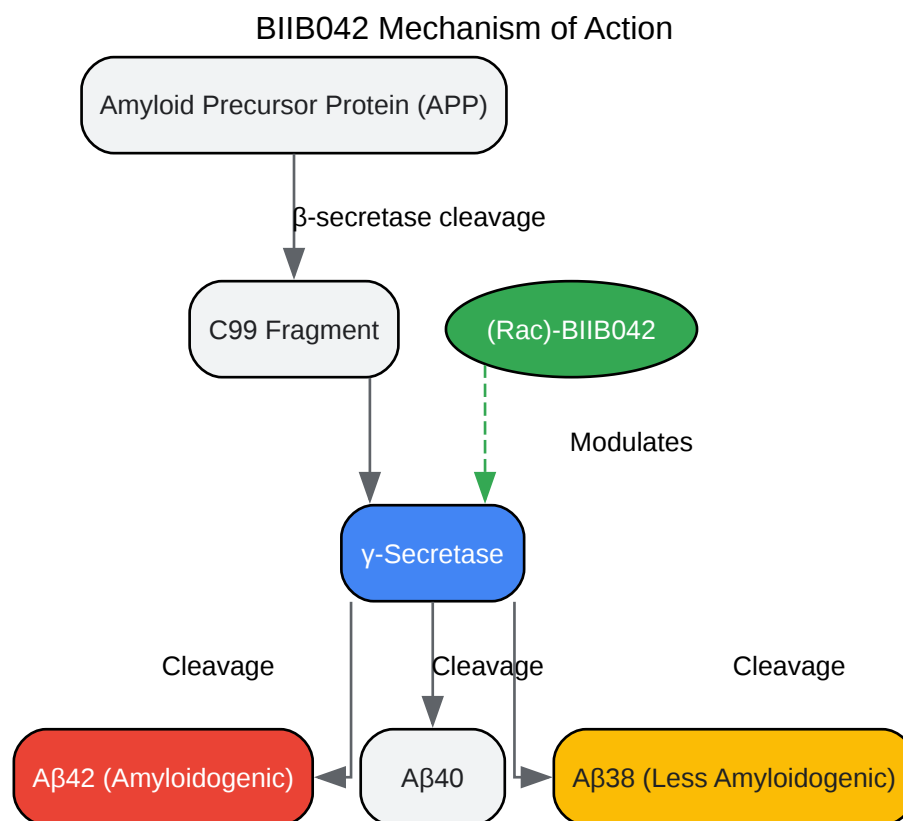 BIIB042 Mechanism of Action
Amyloid Precursor Protein (APP)
β-secretase cleavage
C99 Fragment
(Rac)-BIIB042
Modulates
γ-Secretase
Cleavage
Cleavage
Cleavage
Aβ42 (Amyloidogenic)
Aβ40
Aβ38 (Less Amyloidogenic)